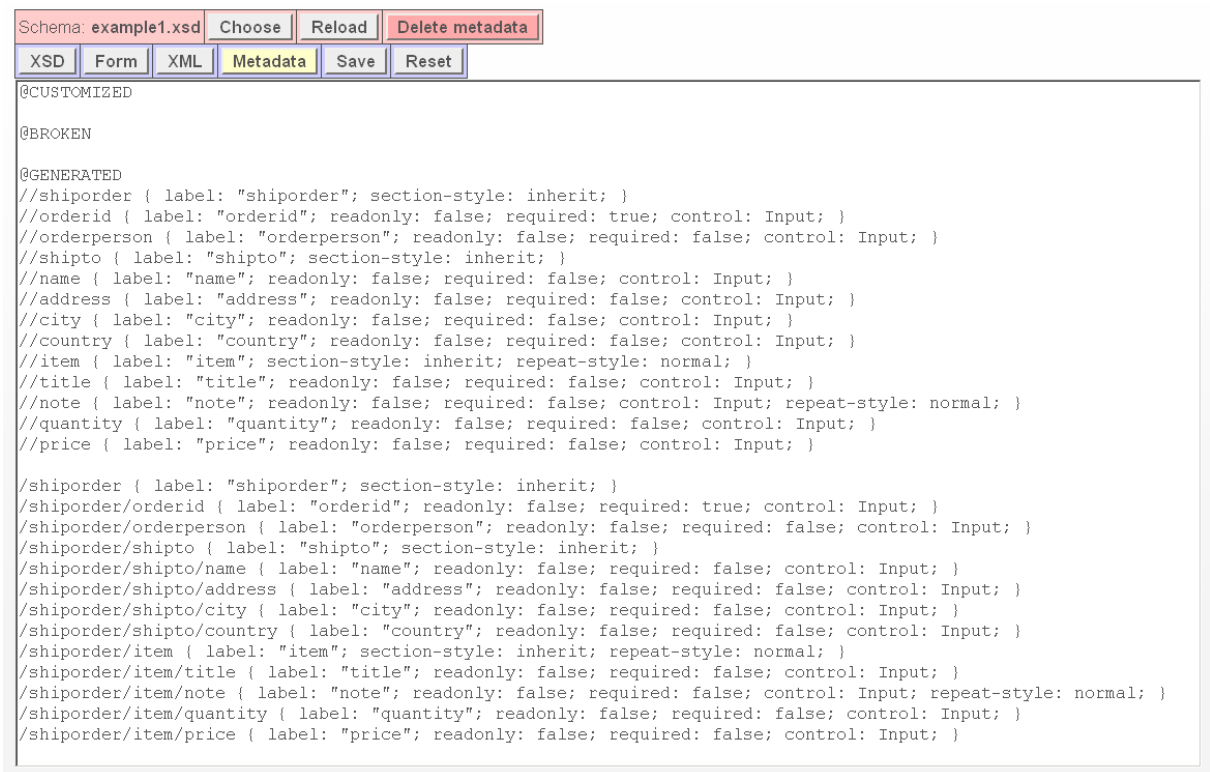 Schema: example1.xsd Choose Reload Delete metadata
XSD Form XML Metadata Save Reset
@CUSTOMIZED
@BROKEN
@GENERATED
//shiporder { label: "shiporder"; section-style: inherit; }
//orderid { label: "orderid"; readonly: false; required: true; control: Input; }
//orderperson { label: "orderperson"; readonly: false; required: false; control: Input; }
//shipto { label: "shipto"; section-style: inherit; }
//name { label: "name"; readonly: false; required: false; control: Input; }
//address { label: "address"; readonly: false; required: false; control: Input; }
//city { label: "city"; readonly: false; required: false; control: Input; }
//country { label: "country"; readonly: false; required: false; control: Input; }
//item { label: "item"; section-style: inherit; repeat-style: normal; }
//title { label: "title"; readonly: false; required: false; control: Input; }
//note { label: "note"; readonly: false; required: false; control: Input; repeat-style: normal; }
//quantity { label: "quantity"; readonly: false; required: false; control: Input; }
//price { label: "price"; readonly: false; required: false; control: Input; }
/shiporder { label: "shiporder"; section-style: inherit; }
/shiporder/orderid { label: "orderid"; readonly: false; required: true; control: Input; }
/shiporder/orderperson { label: "orderperson"; readonly: false; required: false; control: Input; }
/shiporder/shipto { label: "shipto"; section-style: inherit; }
/shiporder/shipto/name { label: "name"; readonly: false; required: false; control: Input; }
/shiporder/shipto/address { label: "address"; readonly: false; required: false; control: Input; }
/shiporder/shipto/city { label: "city"; readonly: false; required: false; control: Input; }
/shiporder/shipto/country { label: "country"; readonly: false; required: false; control: Input; }
/shiporder/item { label: "item"; section-style: inherit; repeat-style: normal; }
/shiporder/item/title { label: "title"; readonly: false; required: false; control: Input; }
/shiporder/item/note { label: "note"; readonly: false; required: false; control: Input; repeat-style: normal; }
/shiporder/item/quantity { label: "quantity"; readonly: false; required: false; control: Input; }
/shiporder/item/price { label: "price"; readonly: false; required: false; control: Input; }